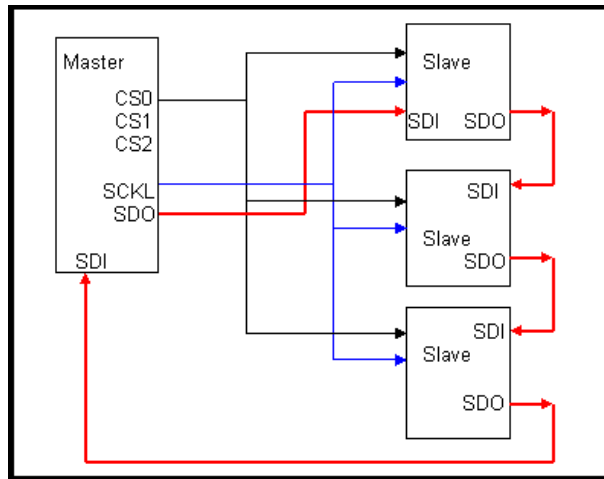 Master
CS0
CS1
CS2
SCKL
SDO
SDI
Slave
SDI SDO
SDI
Slave
SDO
SDI
Slave
SDO